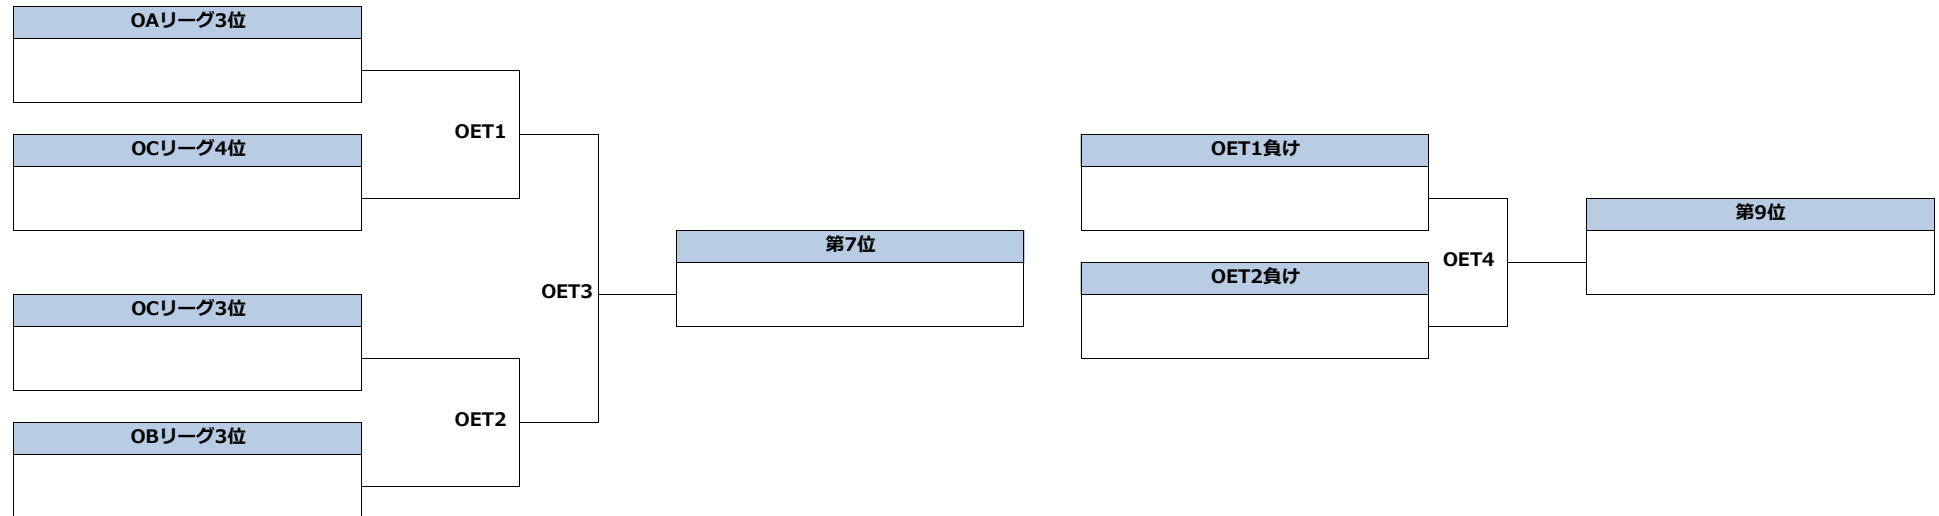 OAリーグ3位
OET1
OCリーグ4位
OCリーグ3位
OET2
OBリーグ3位
OET3
第7位
OET1負け
OET2負け
OET4
第9位